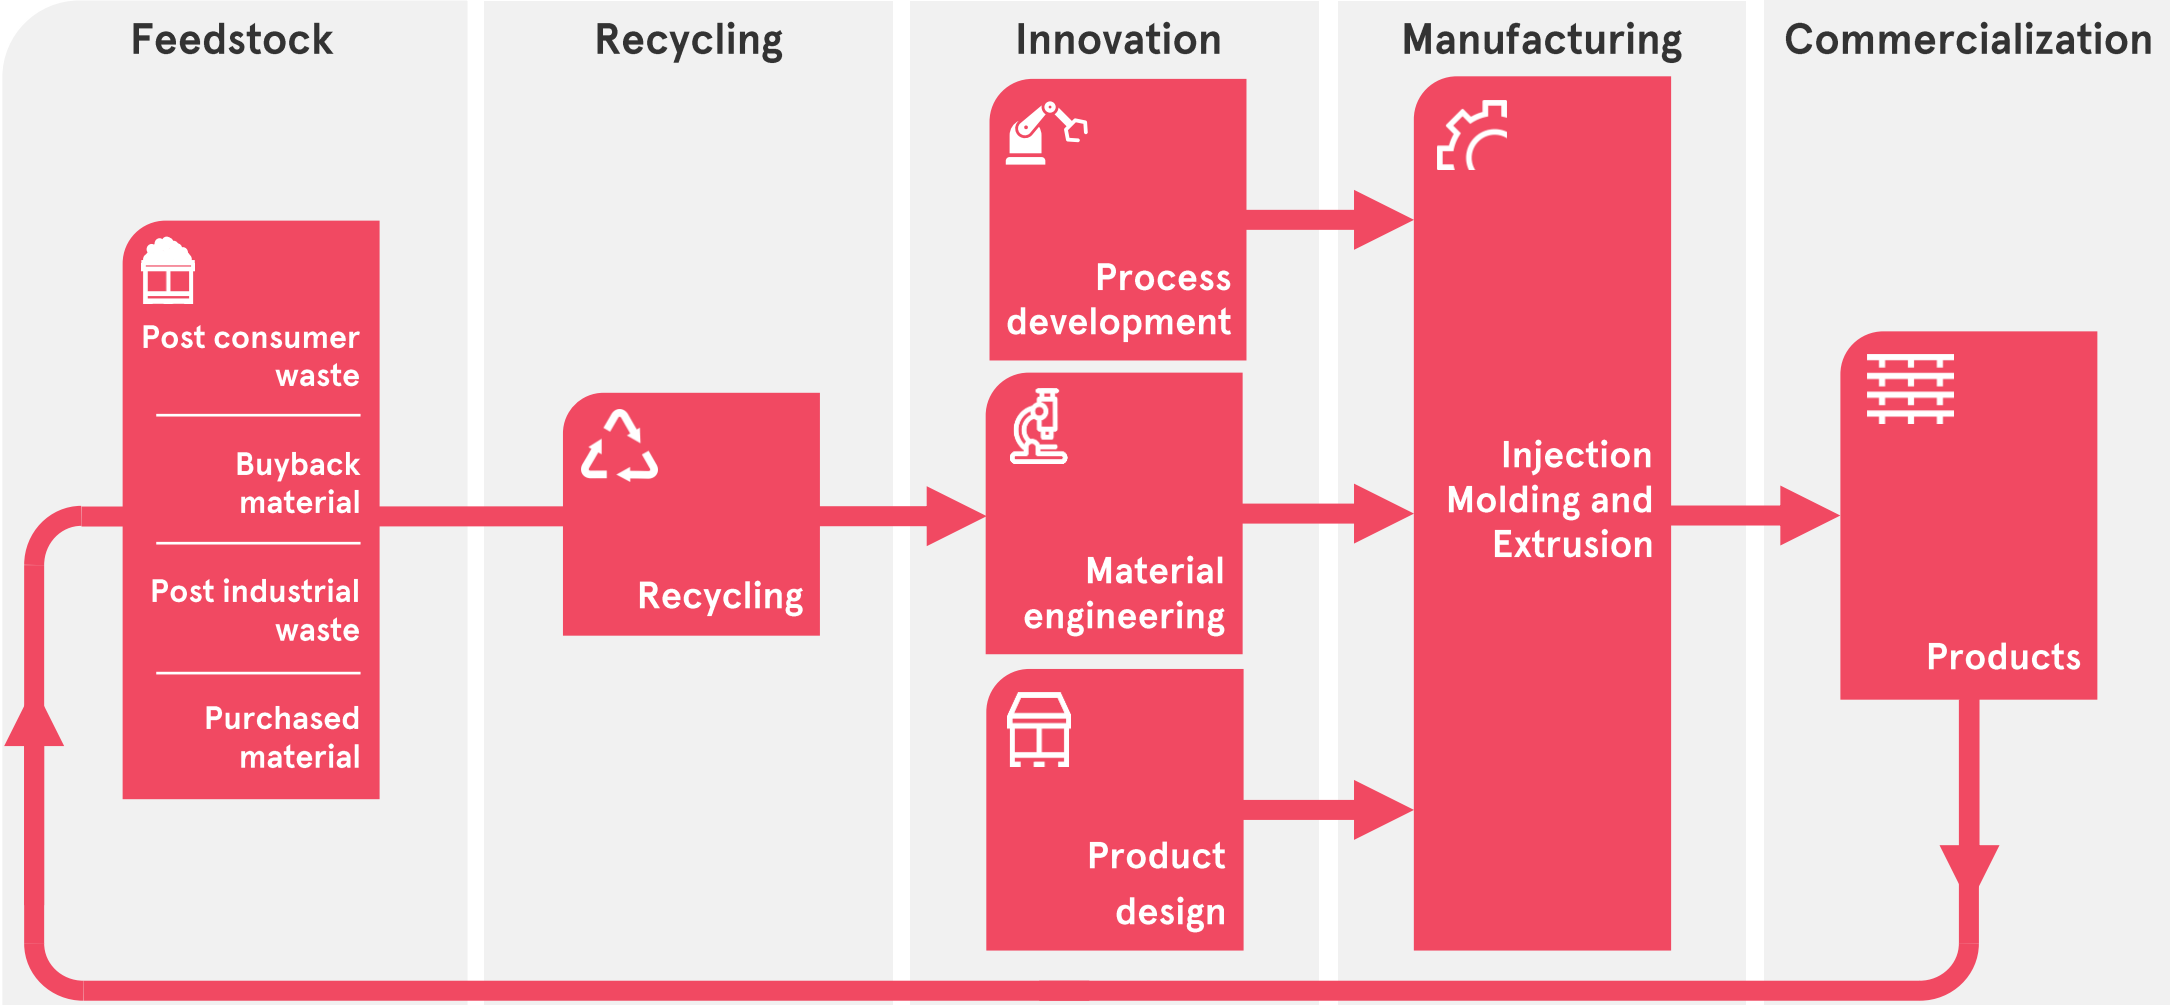 Feedstock
Recycling
Innovation
Manufacturing
Commercialization
Post consumer
waste
Buyback
material
Post industrial
waste
Purchased
material
Recycling
Process
development
Material
engineering
Product
design
Injection
Molding and
Extrusion
Products